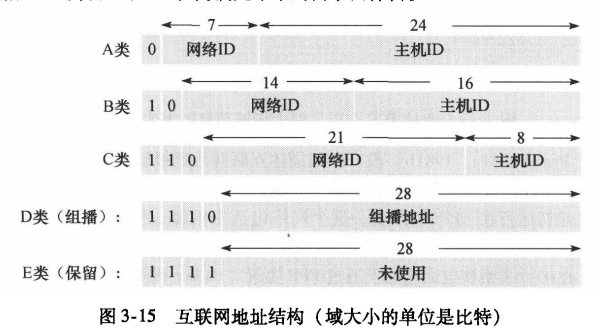 7 24
A类 0 网络ID 主机ID
14 16
B类 1 0 网络ID 主机ID
21 8
C类 1 1 0 网络ID 主机ID
28
D类（组播）： 1 1 1 0 组播地址
28
E类（保留）： 1 1 1 1 未使用
图 3-15 互联网地址结构（域大小的单位是比特）